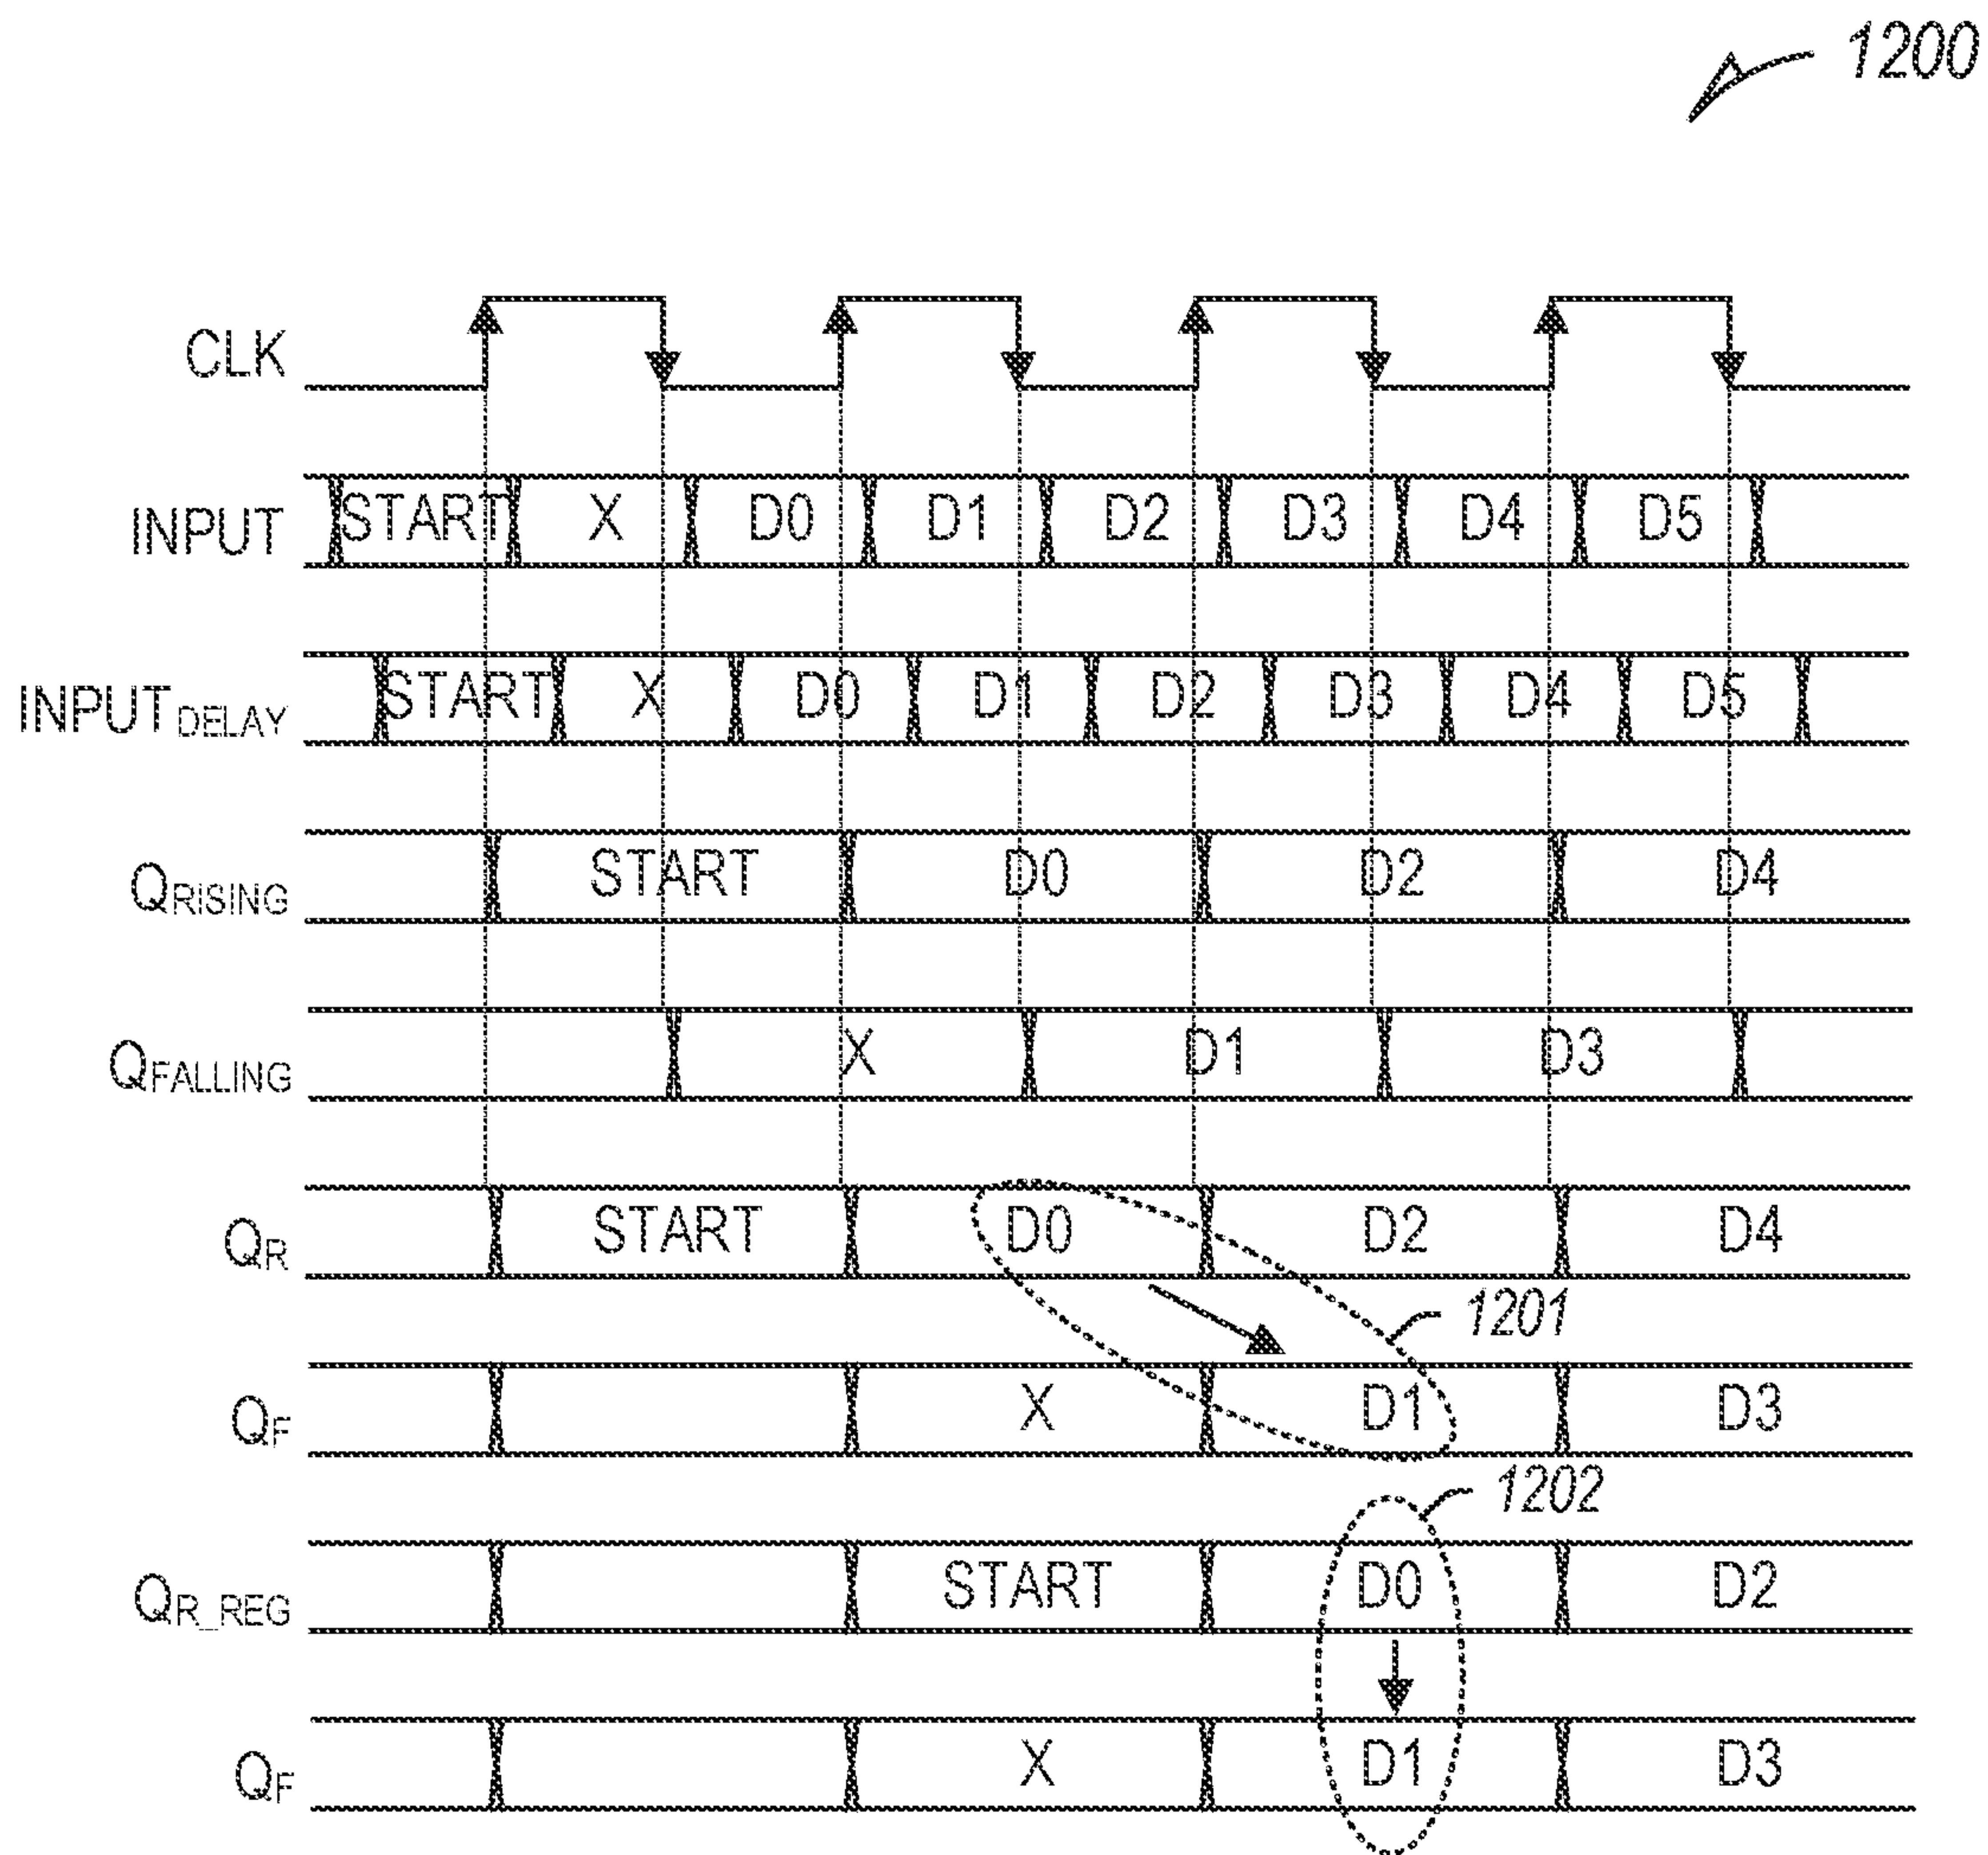 1200
CLK
INPUT START X D0 D1 D2 D3 D4 D5
INPUT DELAY START X D0 D1 D2 D3 D4 D5
QRISING START D0 D2 D4
QFALLING X D1 D3
QR START D0 D2 D4
1201
QF X D1 D3
1202
QR_REG START D0 D2
QF X D1 D3